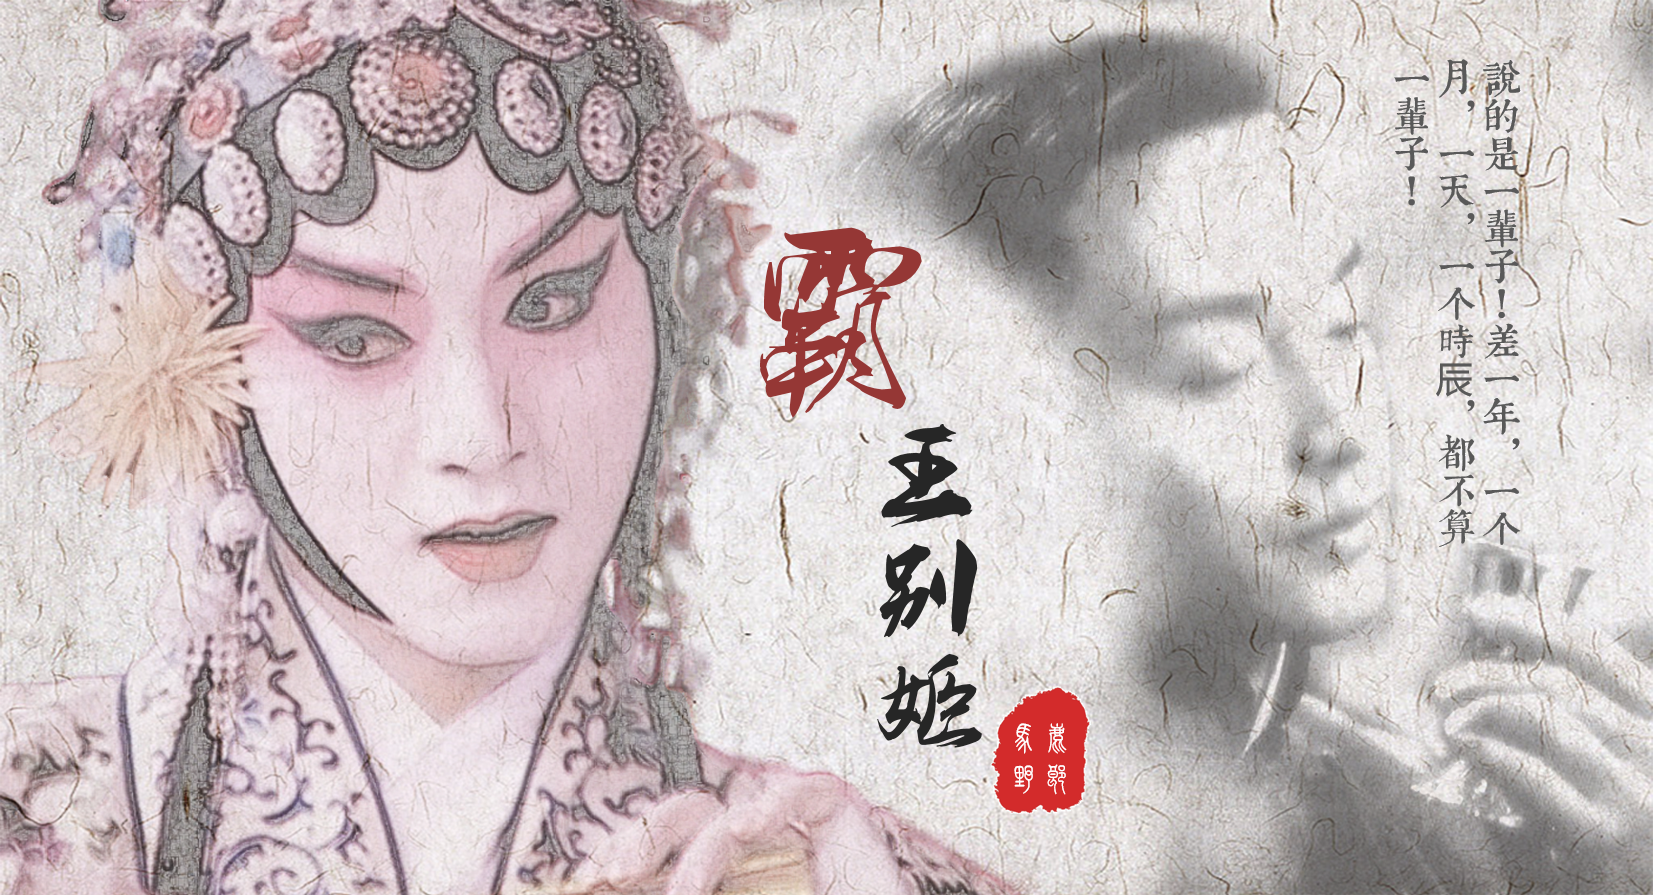 說的是一輩子！差一年，一个
月，一天，一个時辰，都不算
一輩子！
霸
王别姬